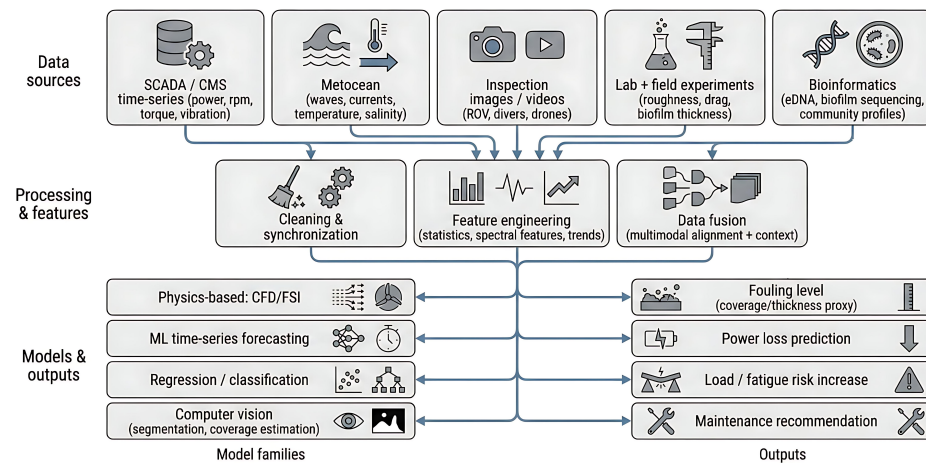 Data
sources
SCADA / CMS
time-series (power, rpm,
torque, vibration)
Metocean
(waves, currents,
temperature, salinity)
Inspection
images / videos
(ROV, divers, drones)
Lab + field experiments
(roughness, drag,
biofilm thickness)
Bioinformatics
(eDNA, biofilm sequencing,
community profiles)
Processing
& features
Cleaning &
synchronization
Feature engineering
(statistics, spectral features, trends)
Data fusion
(multimodal alignment + context)
Models &
outputs
Physics-based: CFD/FSI
ML time-series forecasting
Regression / classification
Computer vision
(segmentation, coverage estimation)
Model families
Fouling level
(coverage/thickness proxy)
Power loss prediction
Load / fatigue risk increase
Maintenance recommendation
Outputs